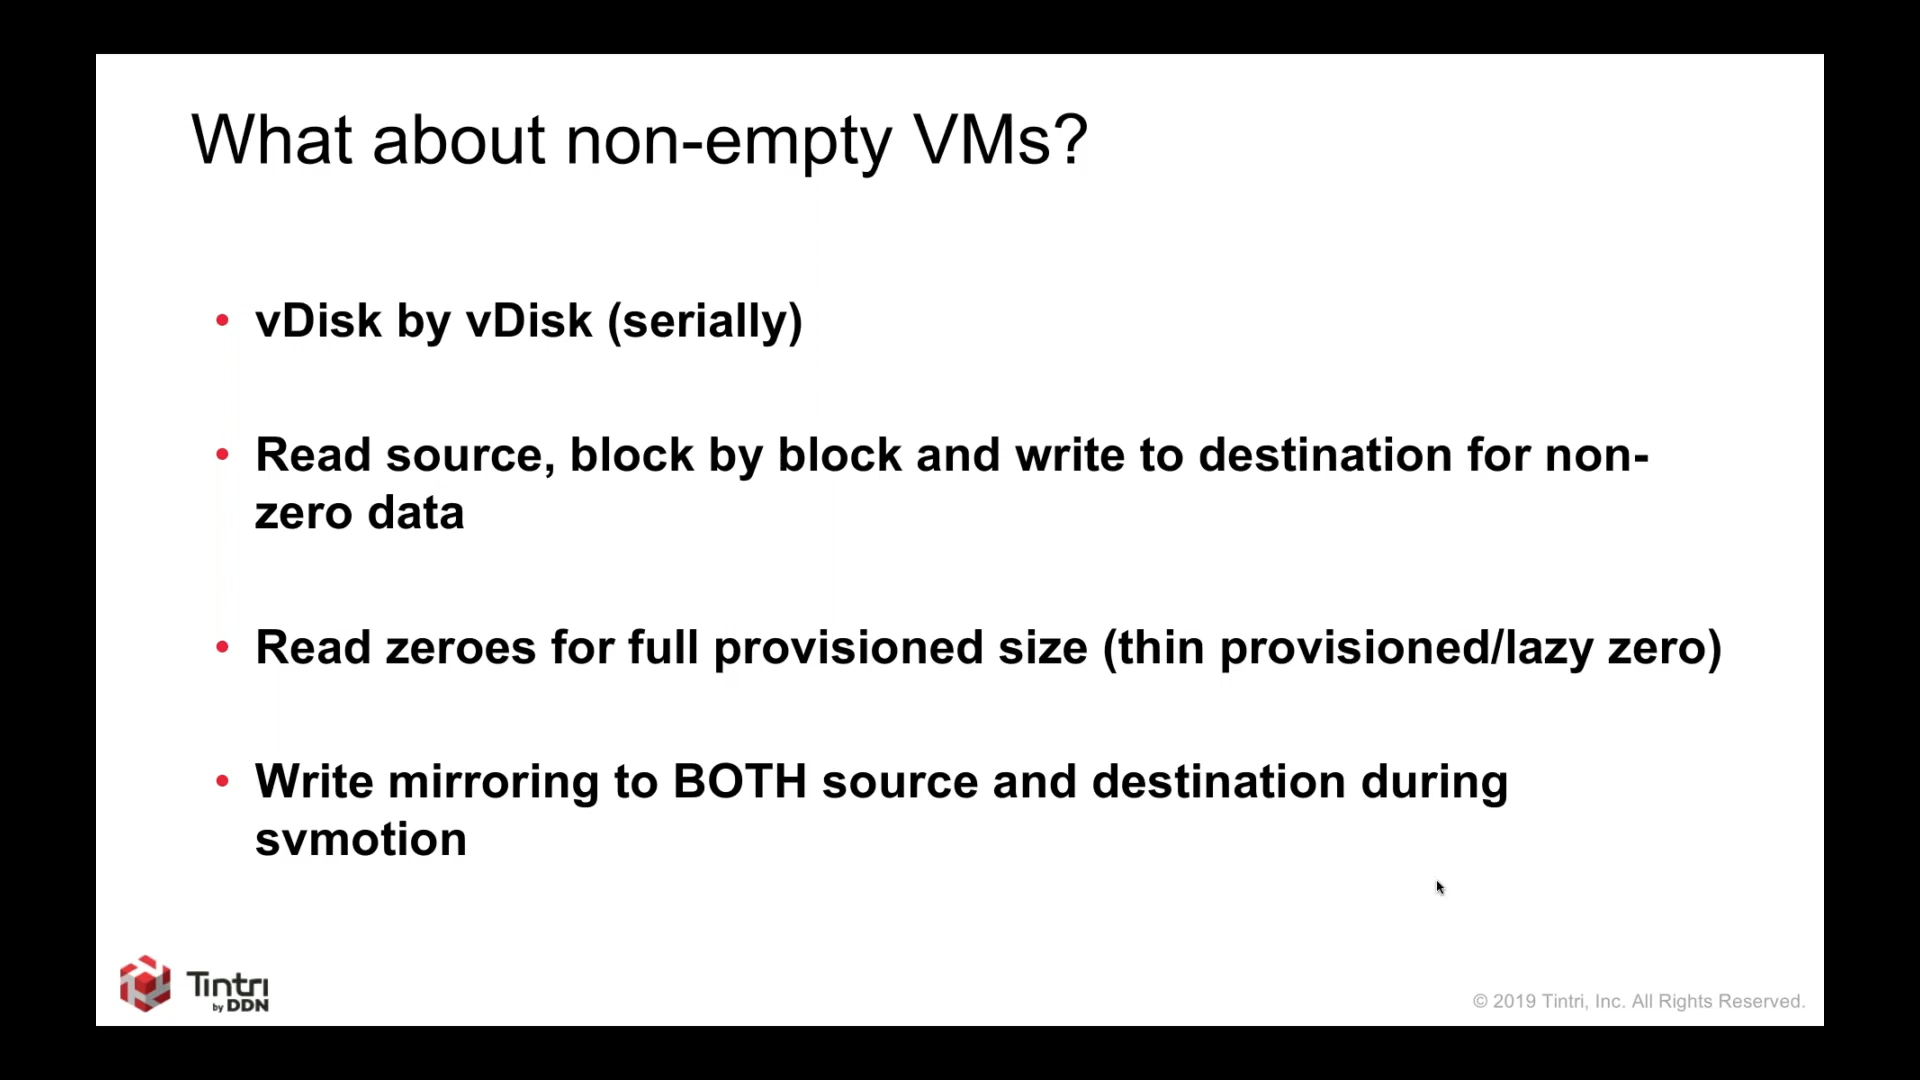 What about non-empty VMs?
• vDisk by vDisk (serially)
• Read source, block by block and write to destination for non-
zero data
• Read zeroes for full provisioned size (thin provisioned/lazy zero)
• Write mirroring to BOTH source and destination during
svmotion
Tintri
by DDN
© 2019 Tintri, Inc. All Rights Reserved.